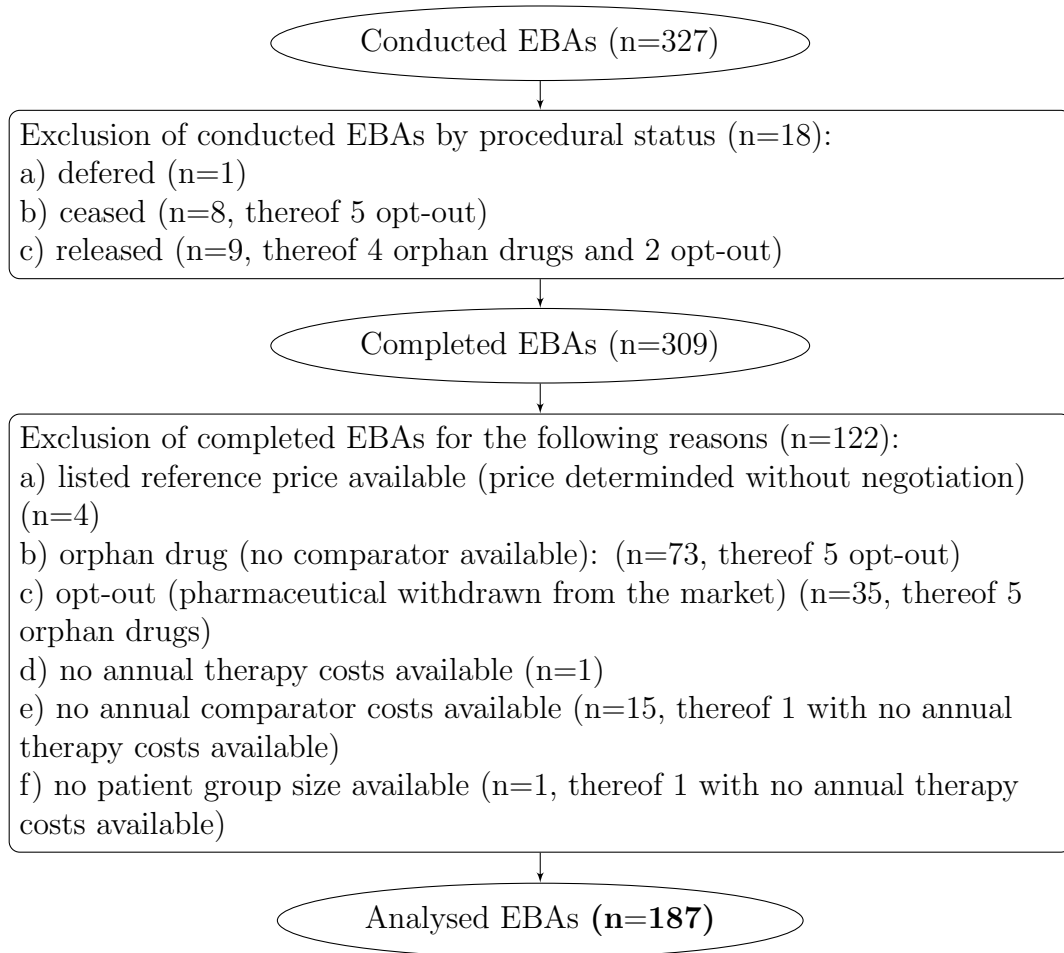 Conducted EBAs (n=327)
Exclusion of conducted EBAs by procedural status (n=18):
a) defered (n=1)
b) ceased (n=8, thereof 5 opt-out)
c) released (n=9, thereof 4 orphan drugs and 2 opt-out)
Completed EBAs (n=309)
Exclusion of completed EBAs for the following reasons (n=122):
a) listed reference price available (price determinded without negotiation)
(n=4)
b) orphan drug (no comparator available): (n=73, thereof 5 opt-out)
c) opt-out (pharmaceutical withdrawn from the market) (n=35, thereof 5
orphan drugs)
d) no annual therapy costs available (n=1)
e) no annual comparator costs available (n=15, thereof 1 with no annual
therapy costs available)
f) no patient group size available (n=1, thereof 1 with no annual therapy
costs available)
Analysed EBAs (n=187)